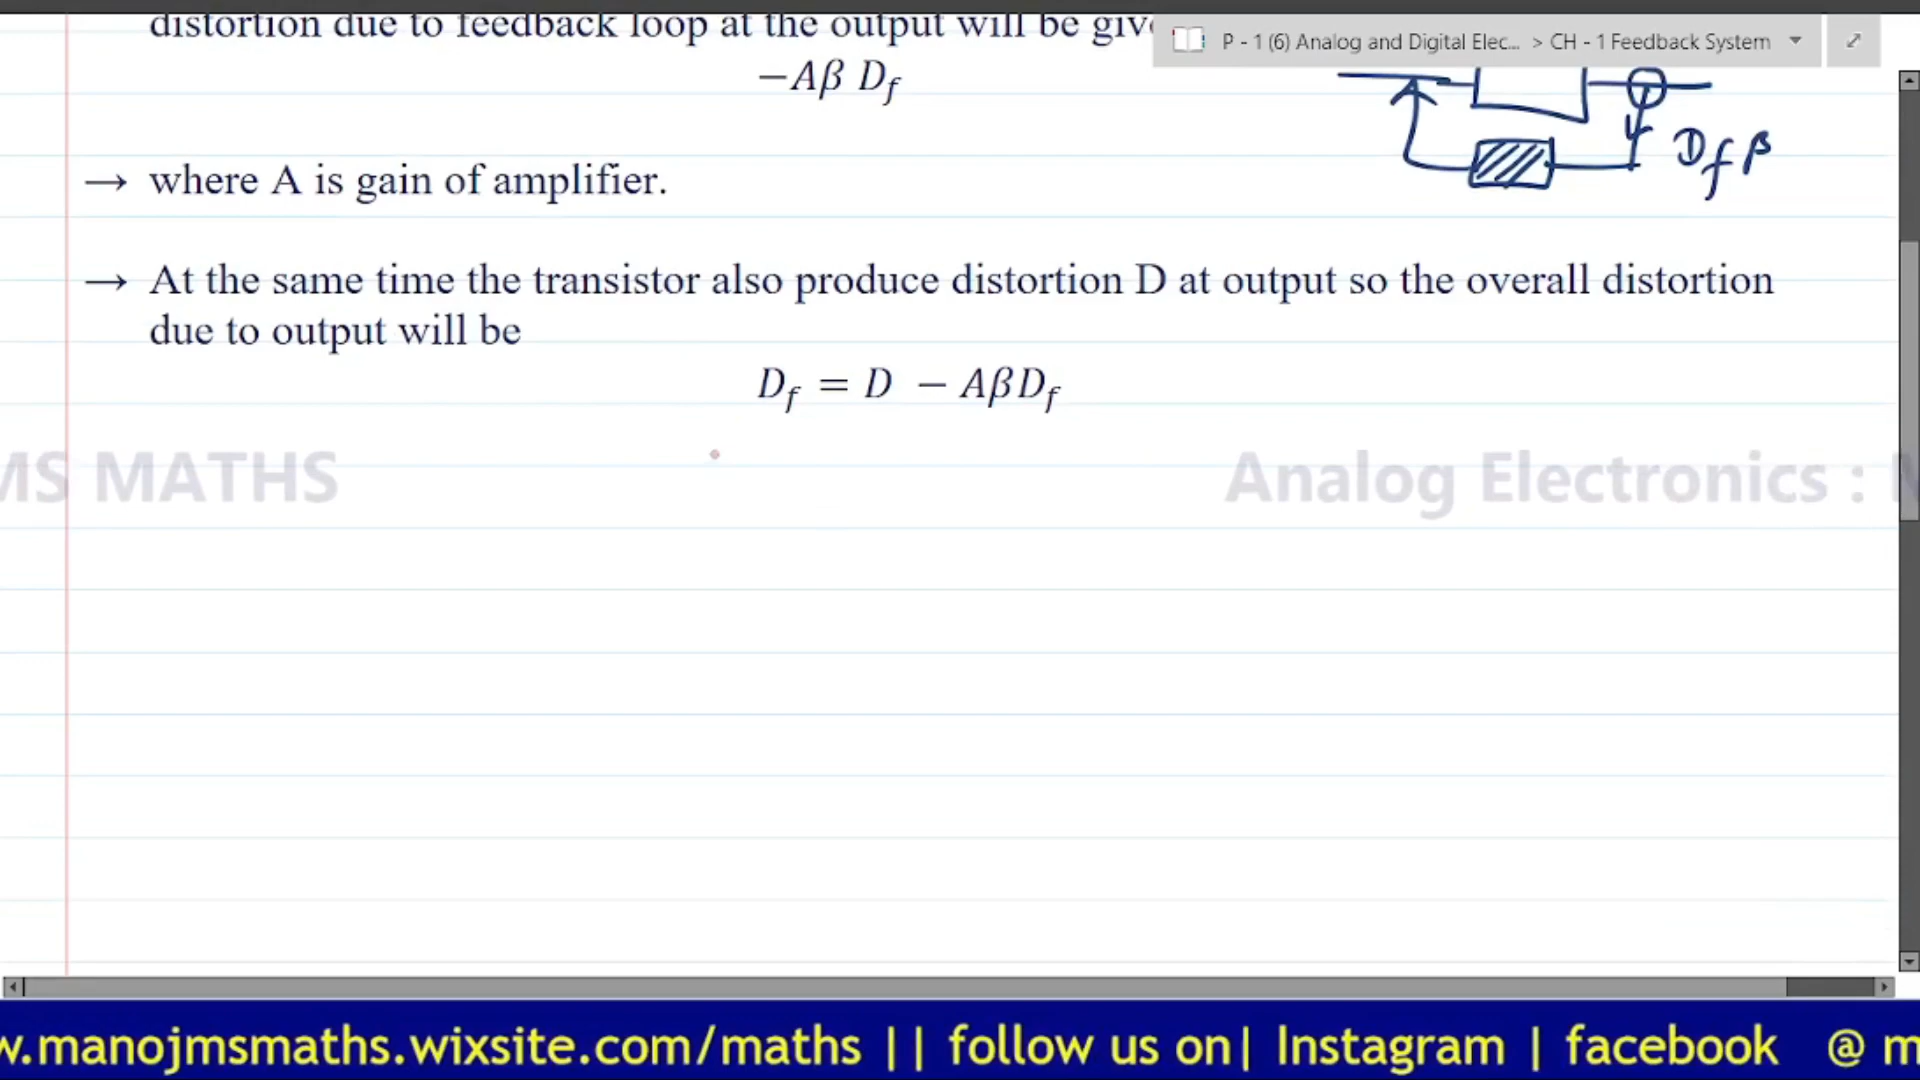 distortion due to feedback loop at the output will be giv
P - 1 (6) Analog and Digital Elec... > CH - 1 Feedback System
−Aβ D_f
D_f β
→ where A is gain of amplifier.
→ At the same time the transistor also produce distortion D at output so the overall distortion
due to output will be
D_f = D − AβD_f
MS MATHS
Analog Electronics :
w.manojmsmaths.wixsite.com/maths || follow us on| Instagram | facebook @ m